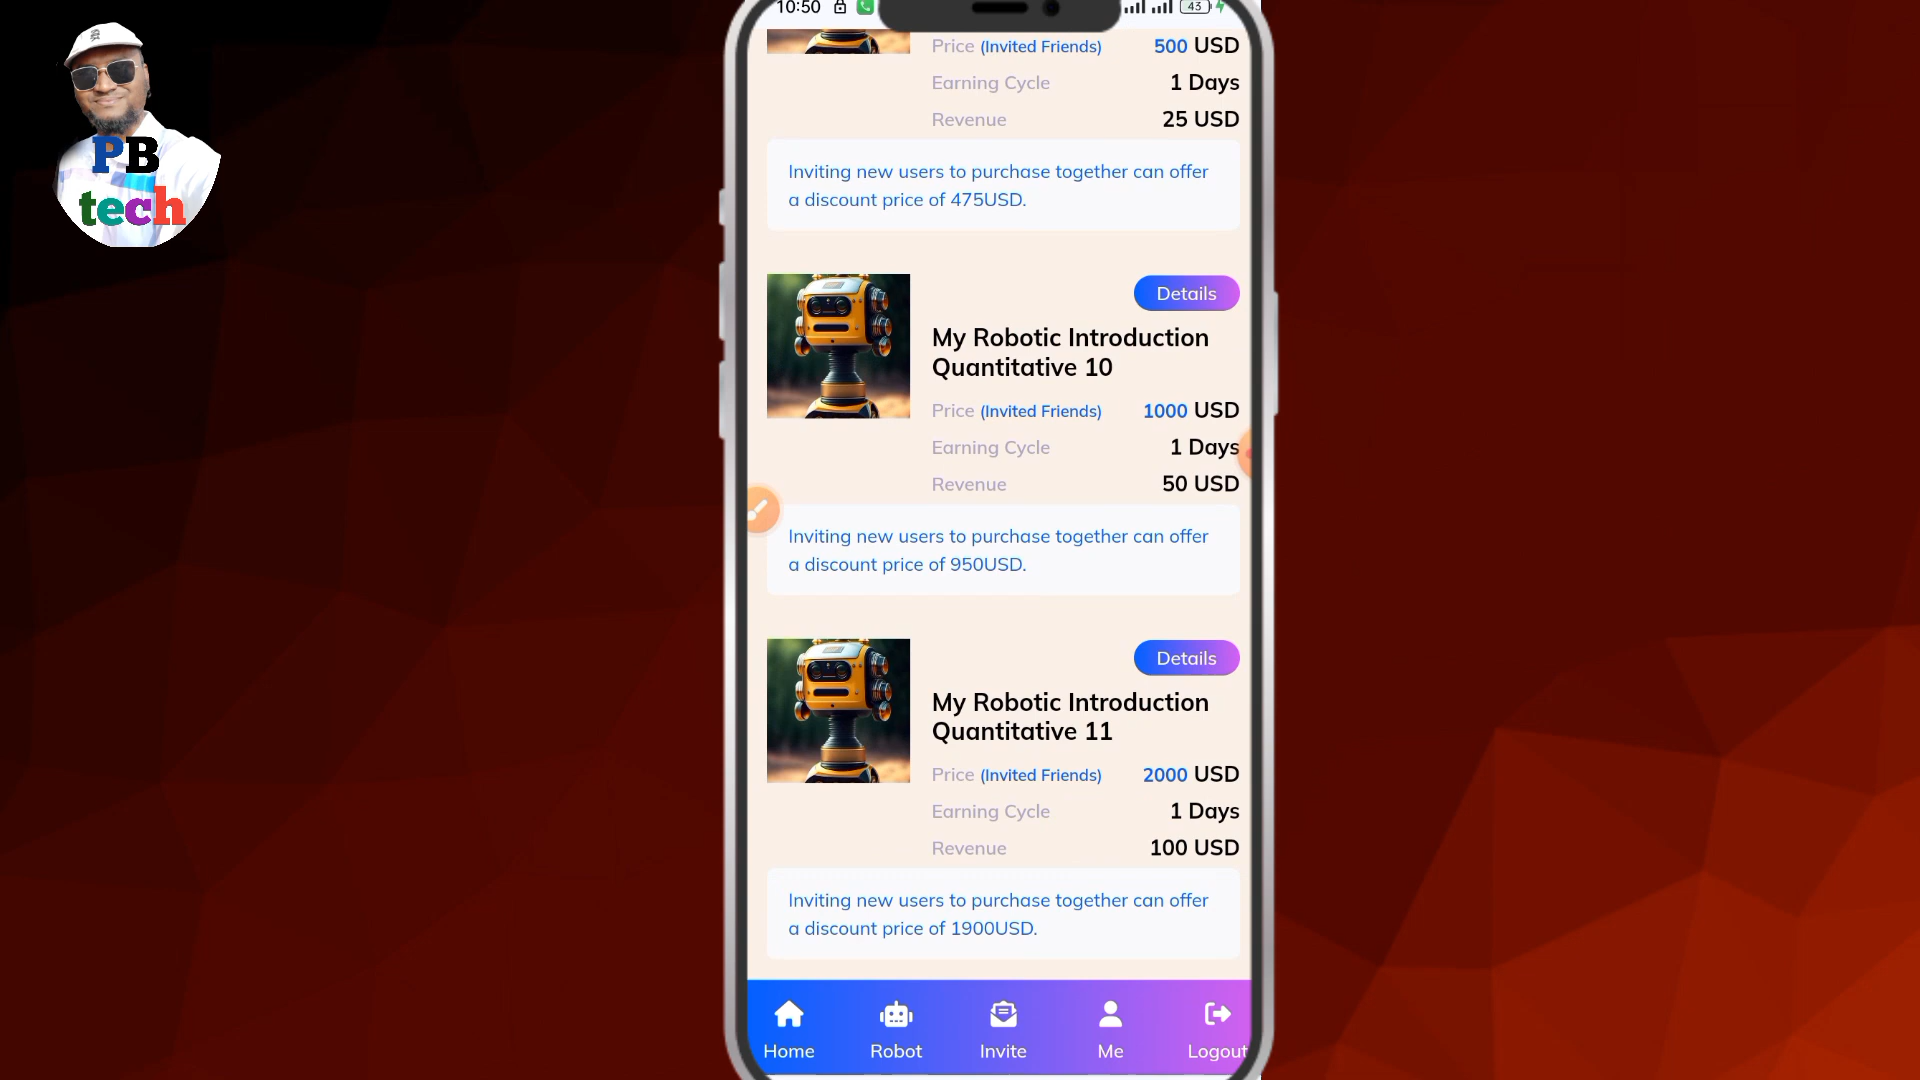 10:50
43
PB
tech
Price (Invited Friends) 500 USD
Earning Cycle 1 Days
Revenue 25 USD
Inviting new users to purchase together can offer
a discount price of 475USD.
Details
My Robotic Introduction
Quantitative 10
Price (Invited Friends) 1000 USD
Earning Cycle 1 Days
Revenue 50 USD
Inviting new users to purchase together can offer
a discount price of 950USD.
Details
My Robotic Introduction
Quantitative 11
Price (Invited Friends) 2000 USD
Earning Cycle 1 Days
Revenue 100 USD
Inviting new users to purchase together can offer
a discount price of 1900USD.
Home Robot Invite Me Logout